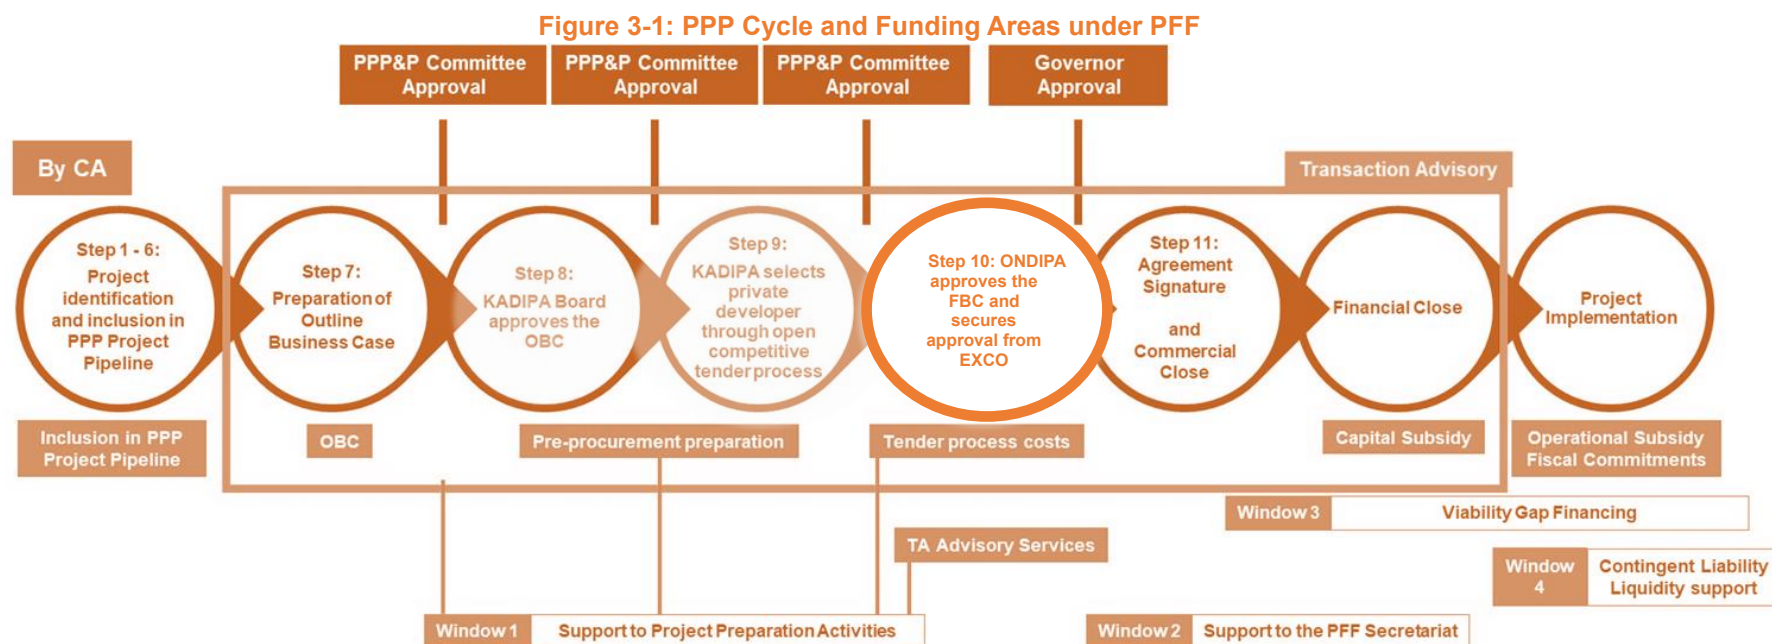 Figure 3-1: PPP Cycle and Funding Areas under PFF
PPP&P Committee
Approval
PPP&P Committee
Approval
PPP&P Committee
Approval
Governor
Approval
By CA
Transaction Advisory
Step 1 - 6:
Project
identification
and inclusion in
PPP Project
Pipeline
Step 7:
Preparation of
Outline
Business Case
Step 8:
KADIPA Board
approves the
OBC
Step 9:
KADIPA selects
private
developer
through open
competitive
tender process
Step 10: ONDIPA
approves the
FBC and
secures
approval from
EXCO
Step 11:
Agreement
Signature
and
Commercial
Close
Financial Close
Project
Implementation
Inclusion in PPP
Project Pipeline
OBC
Pre-procurement preparation
Tender process costs
Capital Subsidy
Operational Subsidy
Fiscal Commitments
Window 3
Viability Gap Financing
TA Advisory Services
Window
4
Contingent Liability
Liquidity support
Window 1
Support to Project Preparation Activities
Window 2
Support to the PFF Secretariat